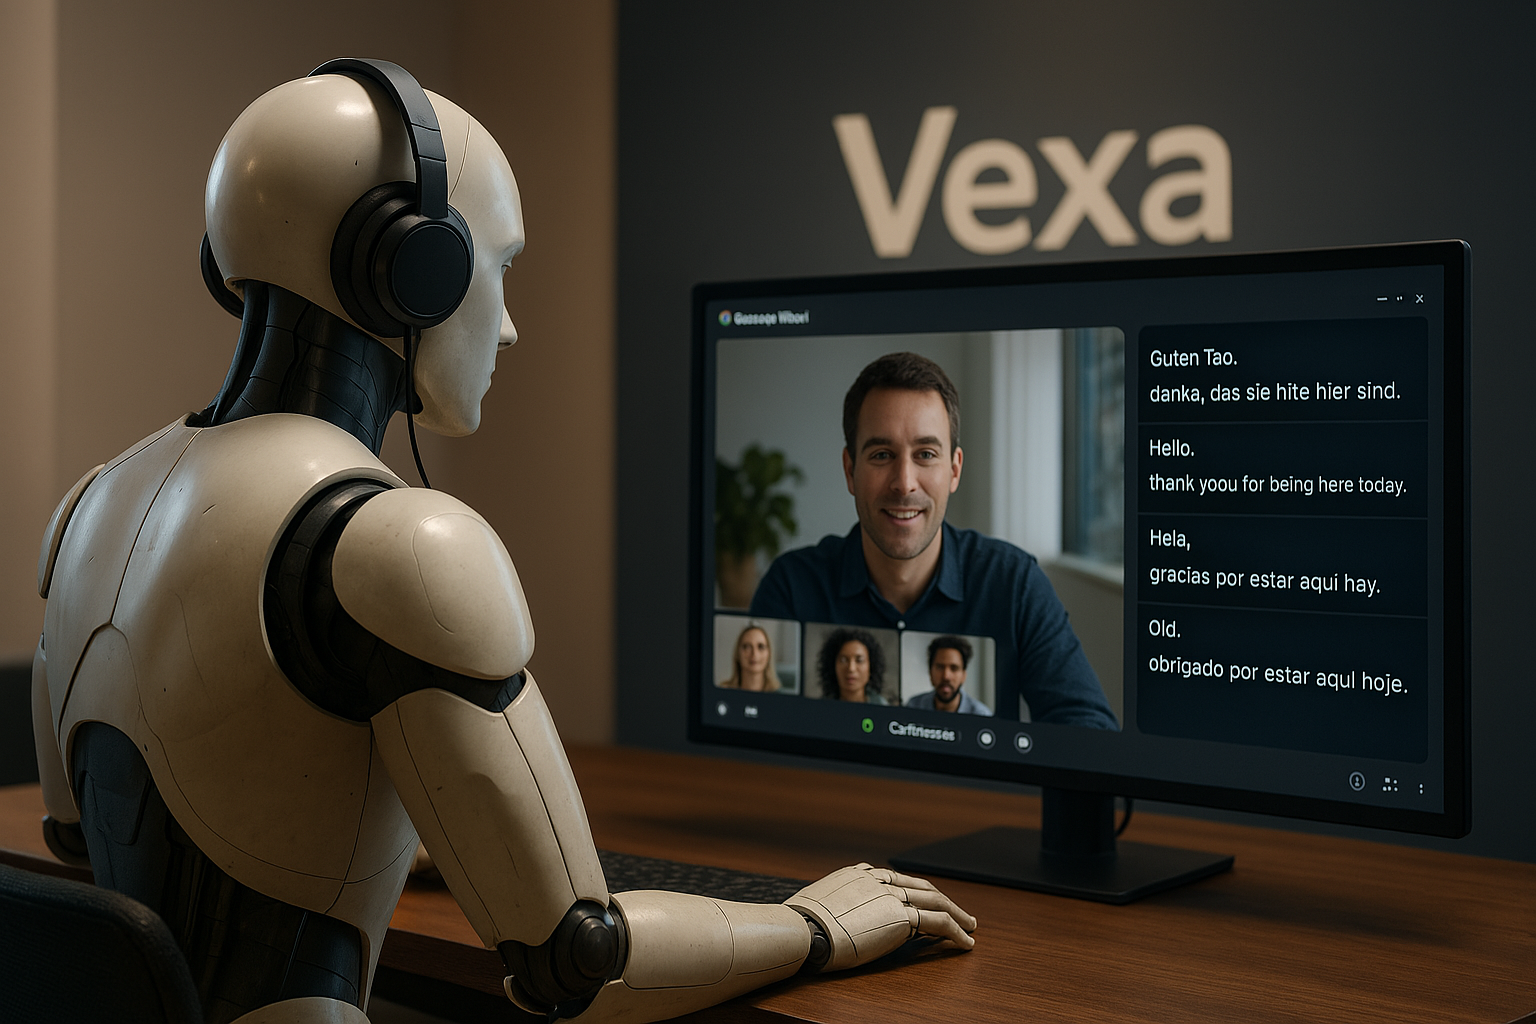 Vexa
Guten Tao.
danka, das sie hite hier sind.
Hello.
thank yoou for being here today.
Hela,
gracias por estar aqui hay.
Old.
obrigado por estar aqul hoje.